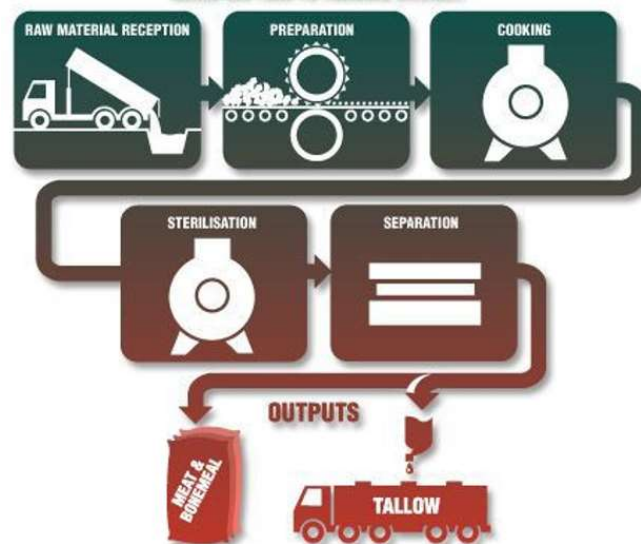 RAW MATERIAL RECEPTION
PREPARATION
COOKING
STERILISATION
SEPARATION
OUTPUTS
MEAT &
BONEMEAL
TALLOW